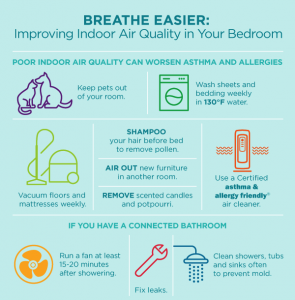 BREATHE EASIER:
Improving Indoor Air Quality in Your Bedroom
POOR INDOOR AIR QUALITY CAN WORSEN ASTHMA AND ALLERGIES
Keep pets out
of your room.
Wash sheets and
bedding weekly
in 130°F water.
Vacuum floors and
mattresses weekly.
SHAMPOO
your hair before bed
to remove pollen.
AIR OUT new furniture
in another room.
REMOVE scented candles
and potpourri.
Use a Certified
asthma &
allergy friendly®
air cleaner.
IF YOU HAVE A CONNECTED BATHROOM
Run a fan at least
15-20 minutes
after showering.
Fix leaks.
Clean showers, tubs
and sinks often
to prevent mold.